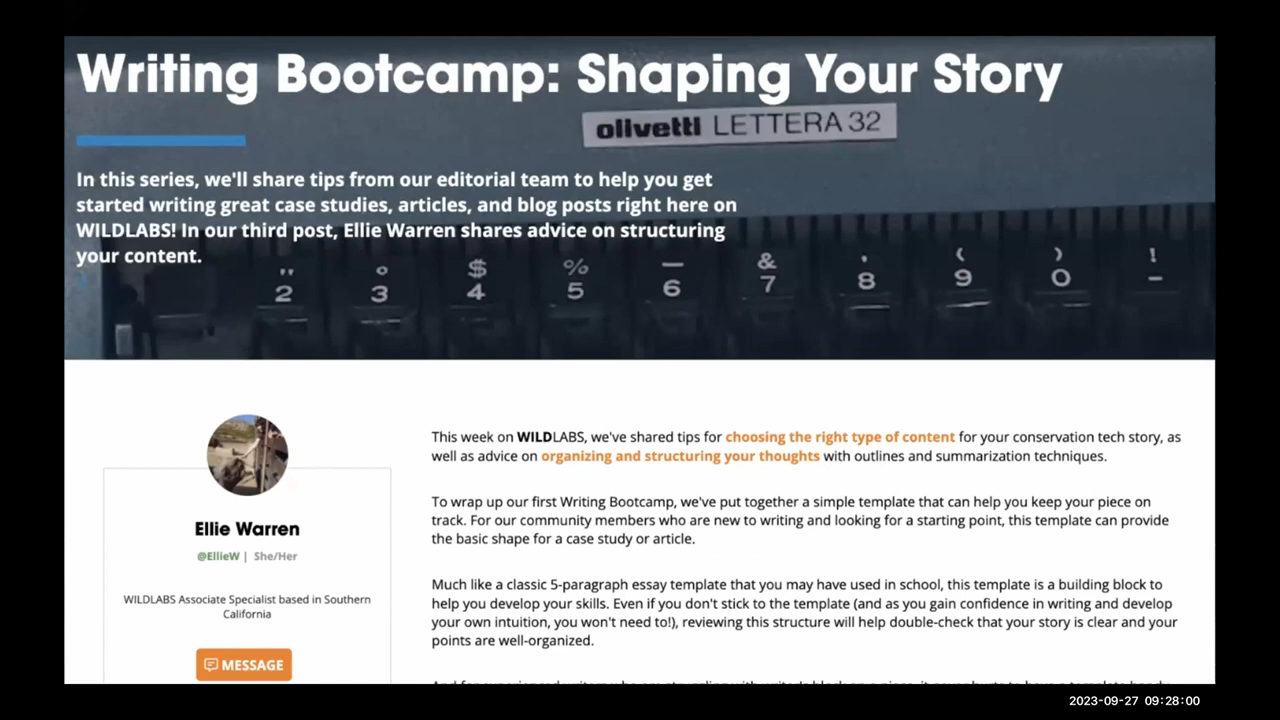 Writing Bootcamp: Shaping Your Story
olivetti LETTERA 32
In this series, we'll share tips from our editorial team to help you get
started writing great case studies, articles, and blog posts right here on
WILDLABS! In our third post, Ellie Warren shares advice on structuring
your content.
" ° $ % — & ' ( ) !
2 3 4 5 6 7 8 9 0 -
Ellie Warren
@EllieW | She/Her
WILDLABS Associate Specialist based in Southern
California
MESSAGE
This week on WILDLABS, we've shared tips for choosing the right type of content for your conservation tech story, as
well as advice on organizing and structuring your thoughts with outlines and summarization techniques.
To wrap up our first Writing Bootcamp, we've put together a simple template that can help you keep your piece on
track. For our community members who are new to writing and looking for a starting point, this template can provide
the basic shape for a case study or article.
Much like a classic 5-paragraph essay template that you may have used in school, this template is a building block to
help you develop your skills. Even if you don't stick to the template (and as you gain confidence in writing and develop
your own intuition, you won't need to!), reviewing this structure will help double-check that your story is clear and your
points are well-organized.
2023-09-27 09:28:00